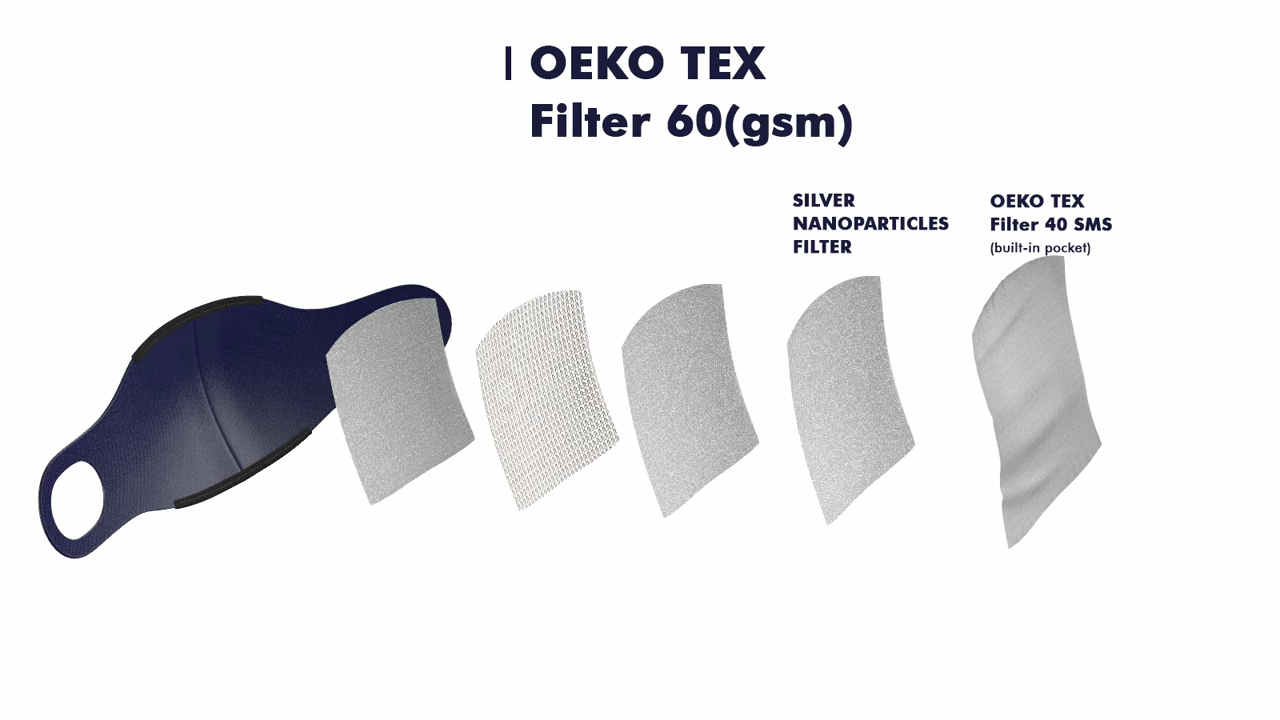 OEKO TEX
Filter 60(gsm)
SILVER
NANOPARTICLES
FILTER
OEKO TEX
Filter 40 SMS
(built-in pocket)